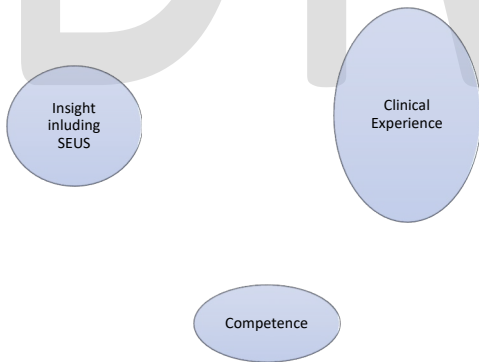 Insight
inluding
SEUS
Clinical
Experience
Competence